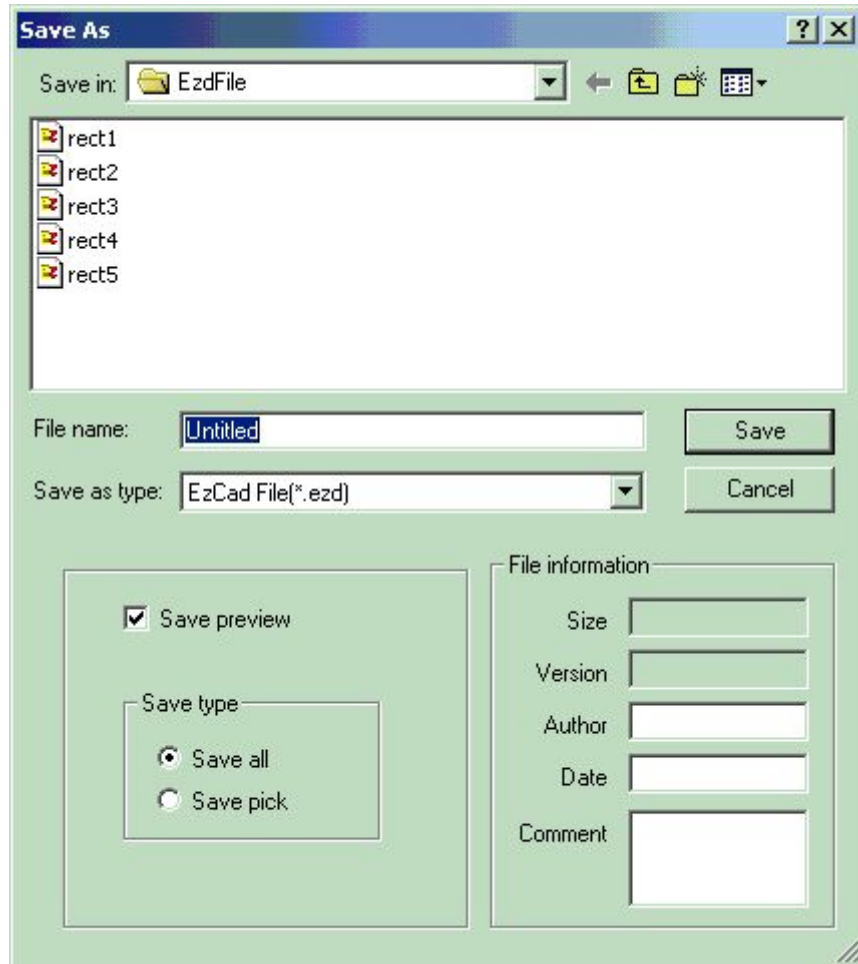 Save As
Save in: EzdFile
rect1
rect2
rect3
rect4
rect5
File name: Untitled Save
Save as type: EzCad File(*.ezd) Cancel
Save preview
Save type
Save all
Save pick
File information
Size
Version
Author
Date
Comment